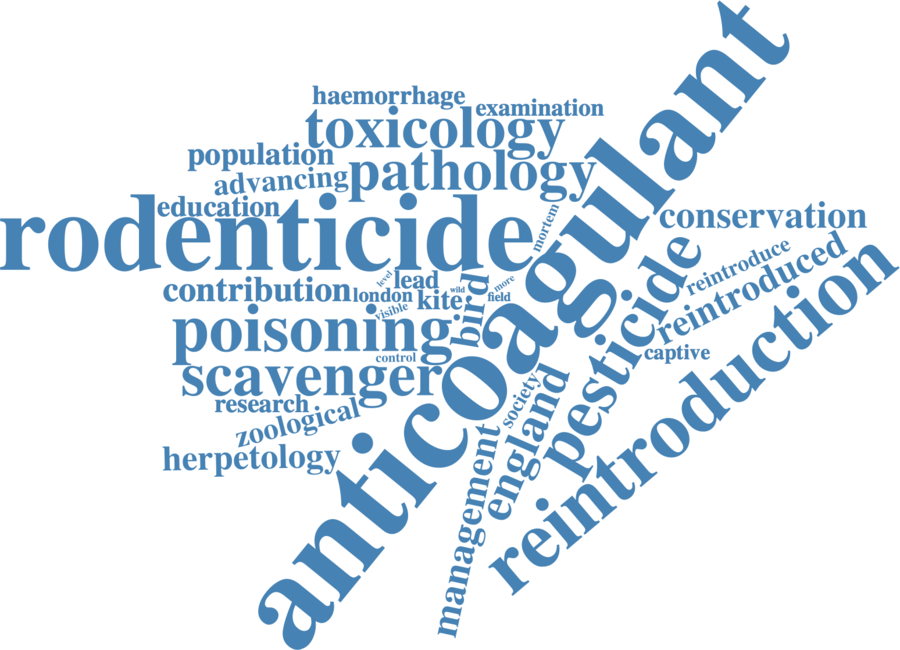 haemorrhage
examination
toxicology
population
pathology
advancing
education
rodenticide
mortem
anticoagulant
conservation
contribution
level
lead
london
kite
wild
more
field
visible
bird
poisoning
control
scavenger
research
zoological
herpetology
pesticide
reintroduce
reintroduced
captive
reintroduction
society
england
management